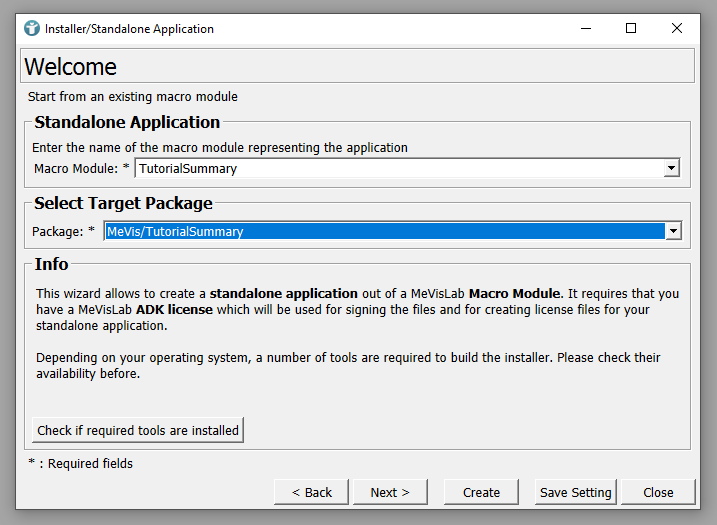 Installer/Standalone Application
Welcome
Start from an existing macro module
Standalone Application
Enter the name of the macro module representing the application
Macro Module: * TutorialSummary
Select Target Package
Package: * MeVis/TutorialSummary
Info
This wizard allows to create a standalone application out of a MeVisLab Macro Module. It requires that you
have a MeVisLab ADK license which will be used for signing the files and for creating license files for your
standalone application.
Depending on your operating system, a number of tools are required to build the installer. Please check their
availability before.
Check if required tools are installed
* : Required fields
< Back Next > Create Save Setting Close